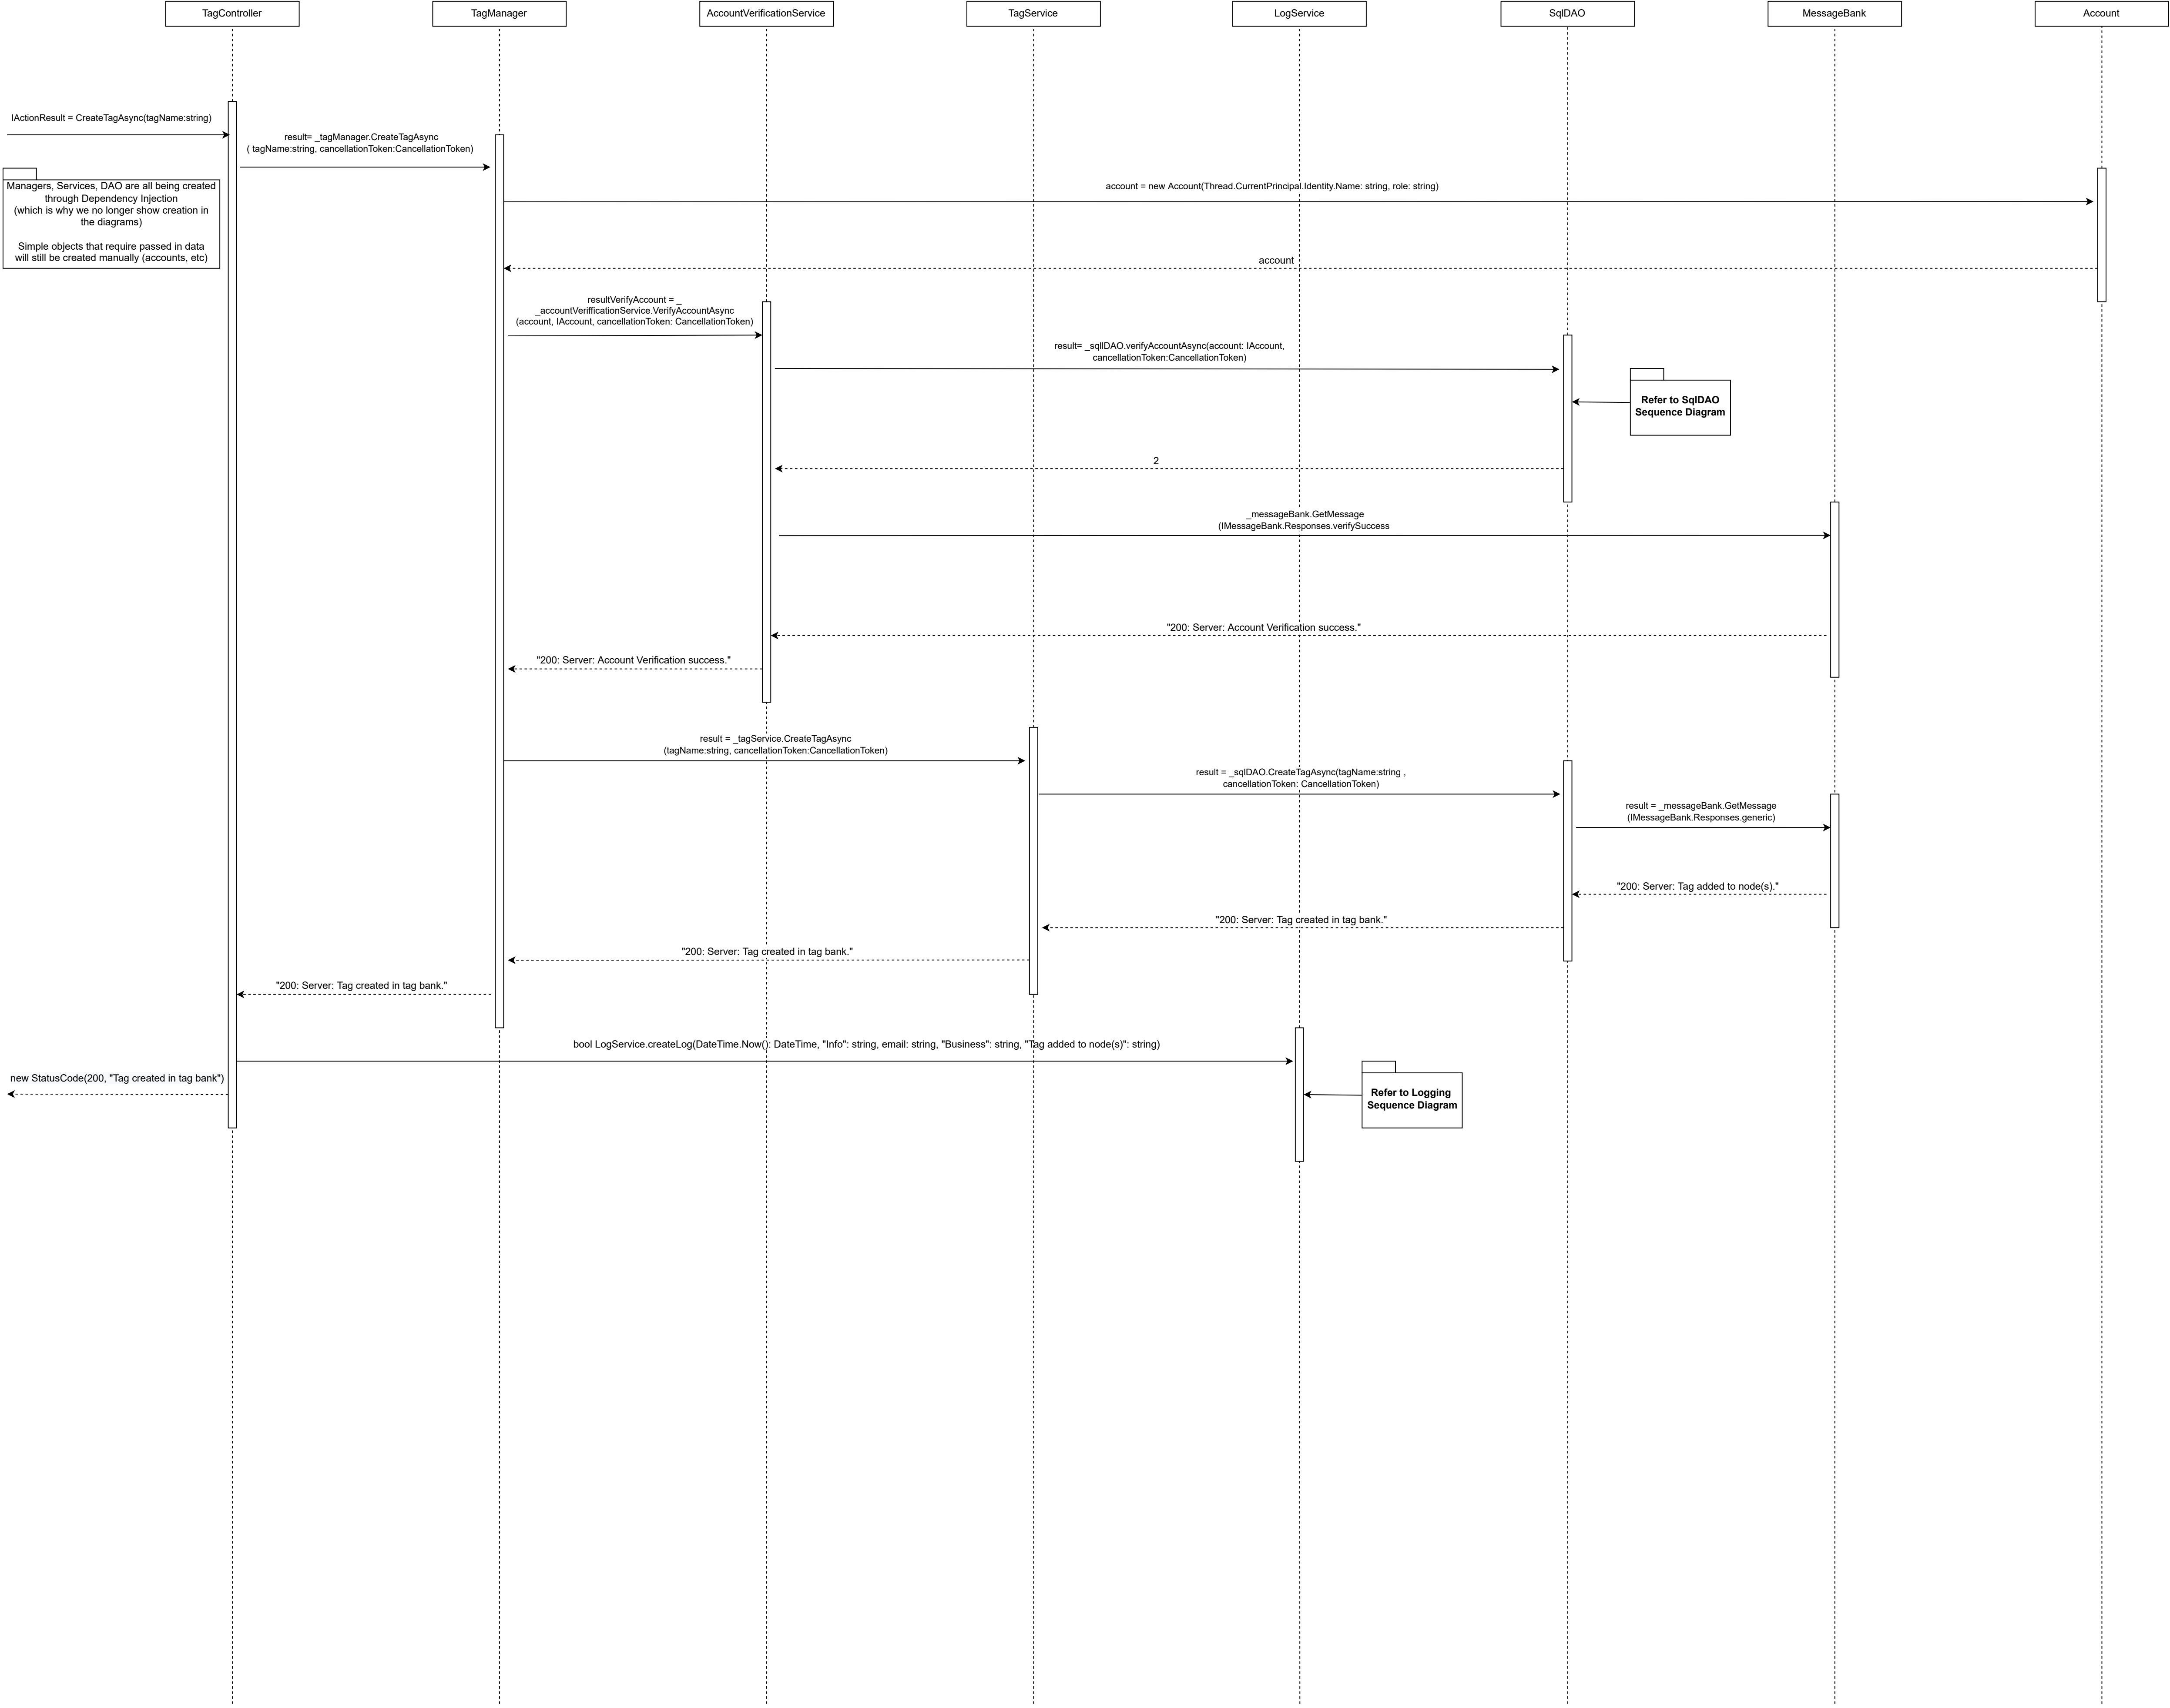 TagController
TagManager
AccountVerificationService
TagService
LogService
SqlDAO
MessageBank
Account
IActionResult = CreateTagAsync(tagName:string)
result= _tagManager.CreateTagAsync
( tagName:string, cancellationToken:CancellationToken)
Managers, Services, DAO are all being created
through Dependency Injection
(which is why we no longer show creation in
the diagrams)
Simple objects that require passed in data
will still be created manually (accounts, etc)
account = new Account(Thread.CurrentPrincipal.Identity.Name: string, role: string)
account
resultVerifyAccount = _
_accountVerifficationService.VerifyAccountAsync
(account, IAccount, cancellationToken: CancellationToken)
result= _sqllDAO.verifyAccountAsync(account: IAccount,
cancellationToken:CancellationToken)
Refer to SqlDAO
Sequence Diagram
2
_messageBank.GetMessage
(IMessageBank.Responses.verifySuccess
"200: Server: Account Verification success."
"200: Server: Account Verification success."
result = _tagService.CreateTagAsync
(tagName:string, cancellationToken:CancellationToken)
result = _sqlDAO.CreateTagAsync(tagName:string ,
cancellationToken: CancellationToken)
result = _messageBank.GetMessage
(IMessageBank.Responses.generic)
"200: Server: Tag added to node(s)."
"200: Server: Tag created in tag bank."
"200: Server: Tag created in tag bank."
"200: Server: Tag created in tag bank."
bool LogService.createLog(DateTime.Now(): DateTime, "Info": string, email: string, "Business": string, "Tag added to node(s)": string)
new StatusCode(200, "Tag created in tag bank")
Refer to Logging
Sequence Diagram